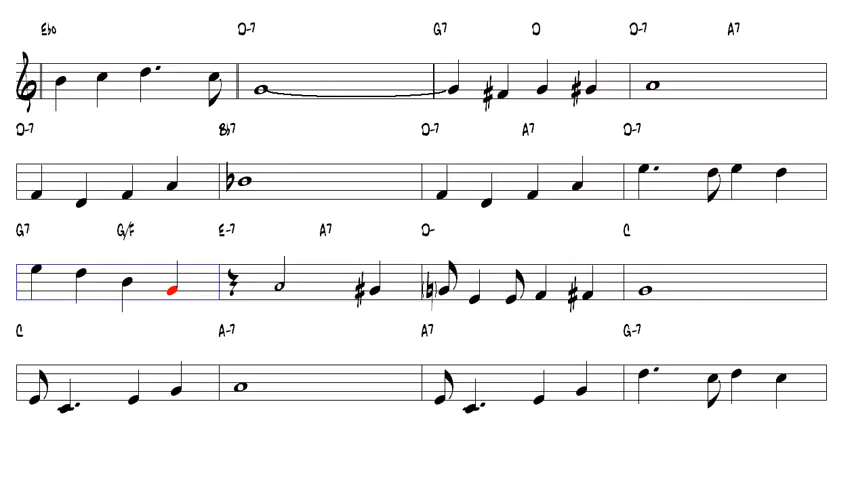 Ebo D-7 G7 D D-7 A7
D-7 Bb7 D-7 A7 D-7
G7 G/F E-7 A7 D- C
C A-7 A7 G-7